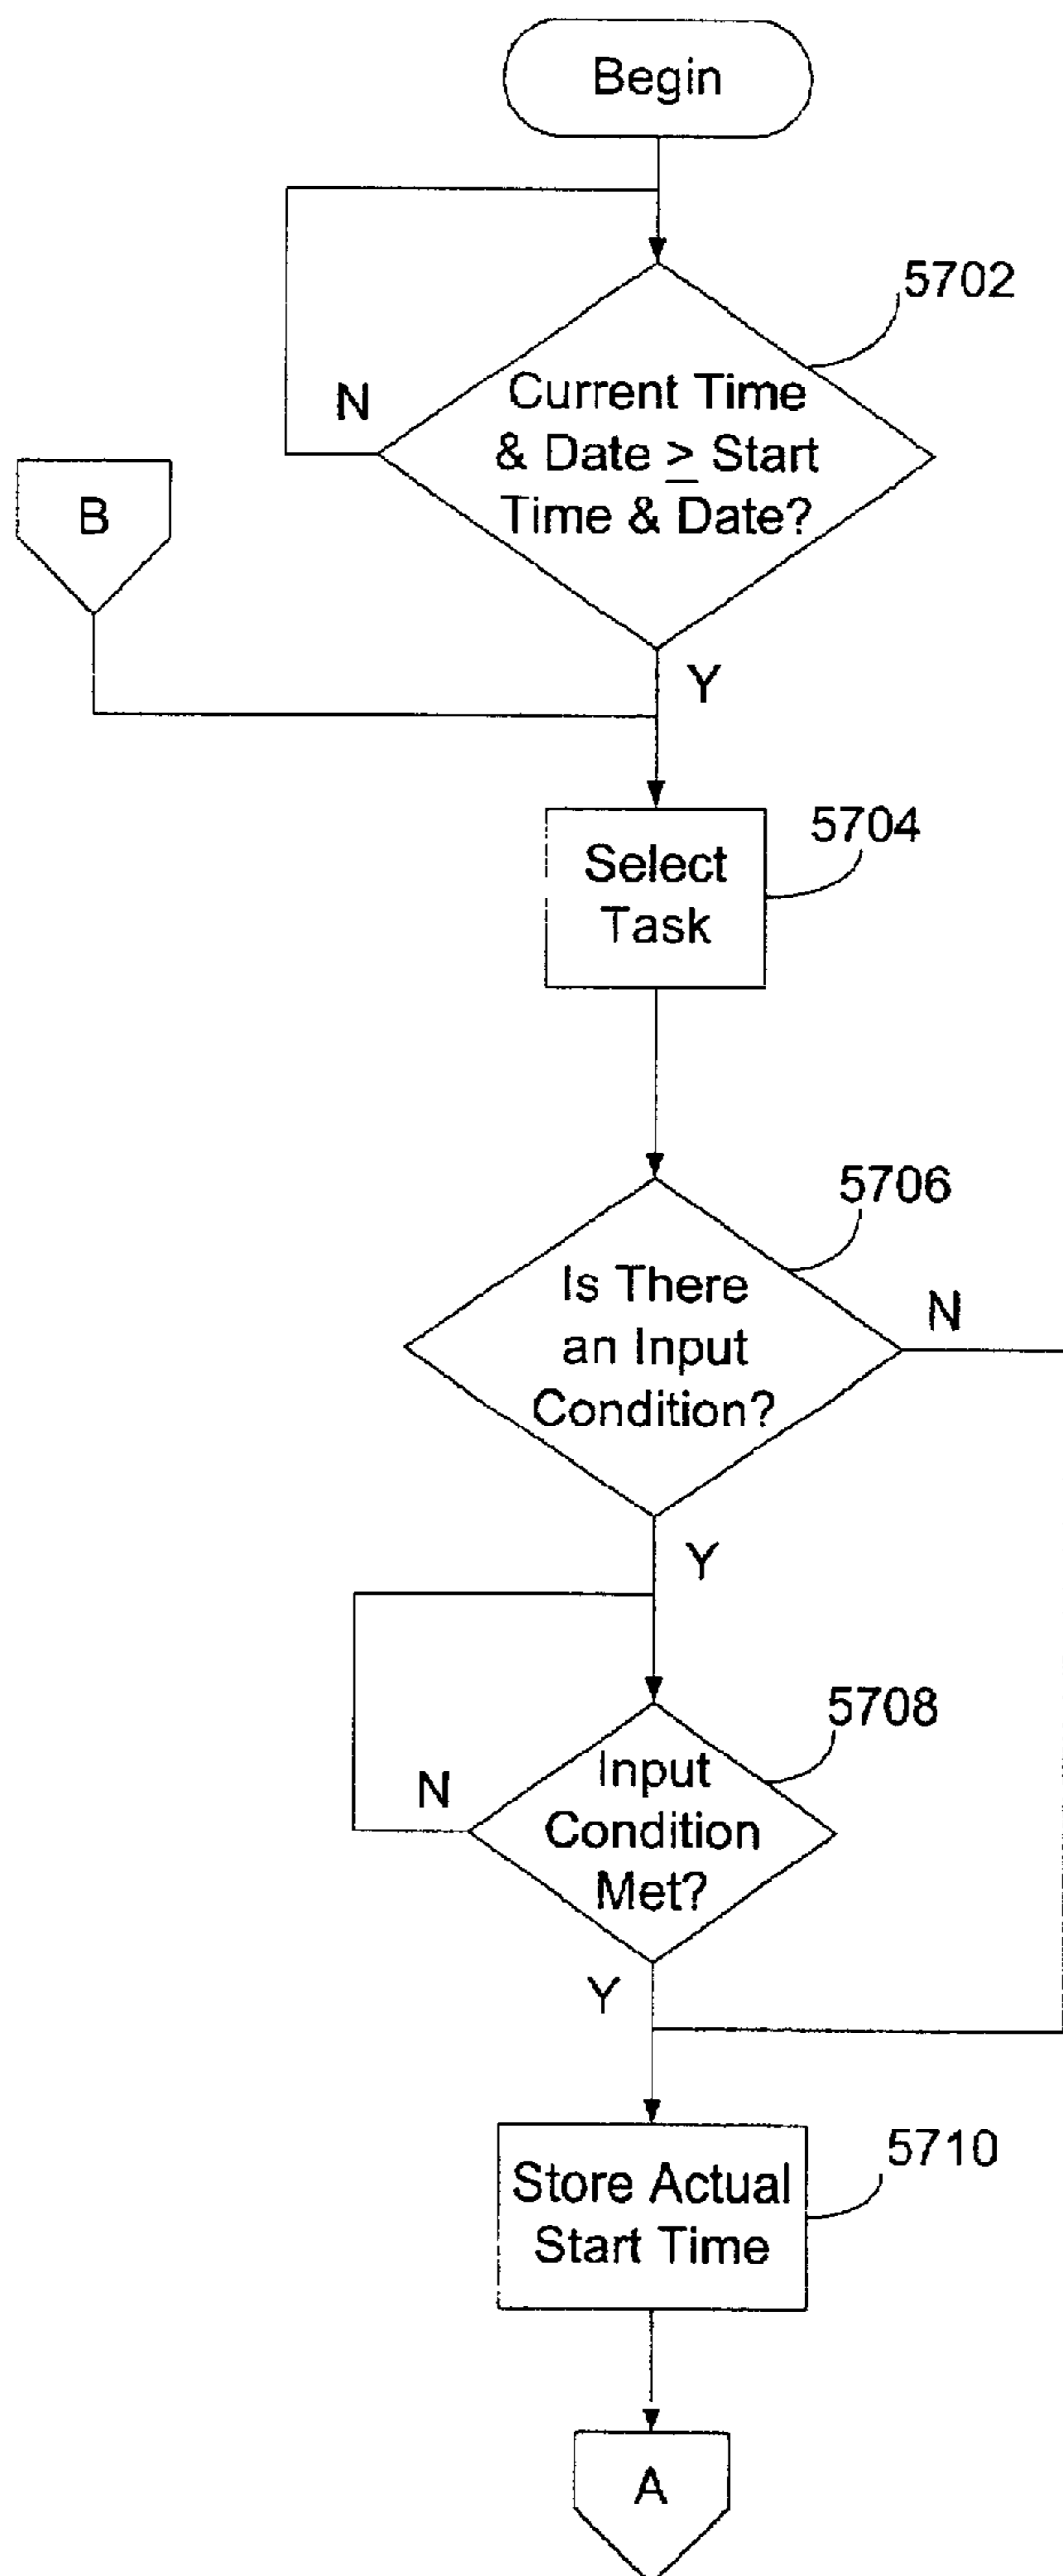 Begin
5702
N
Current Time
& Date ≥ Start
Time & Date?
B
Y
5704
Select
Task
5706
Is There
an Input
Condition?
N
Y
5708
N
Input
Condition
Met?
Y
5710
Store Actual
Start Time
A